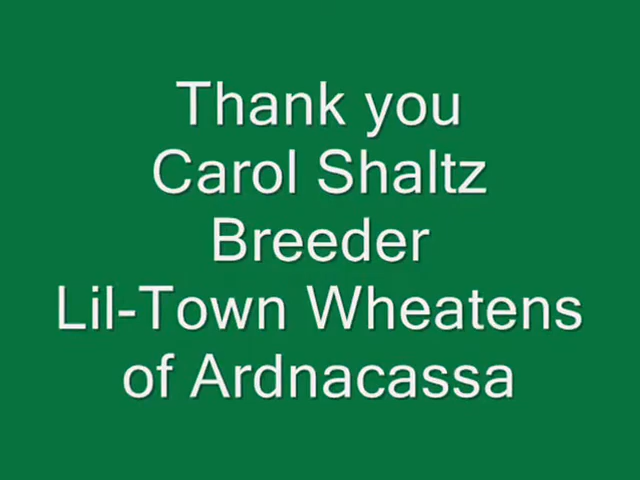 Thank you
Carol Shaltz
Breeder
Lil-Town Wheatens
of Ardnacassa